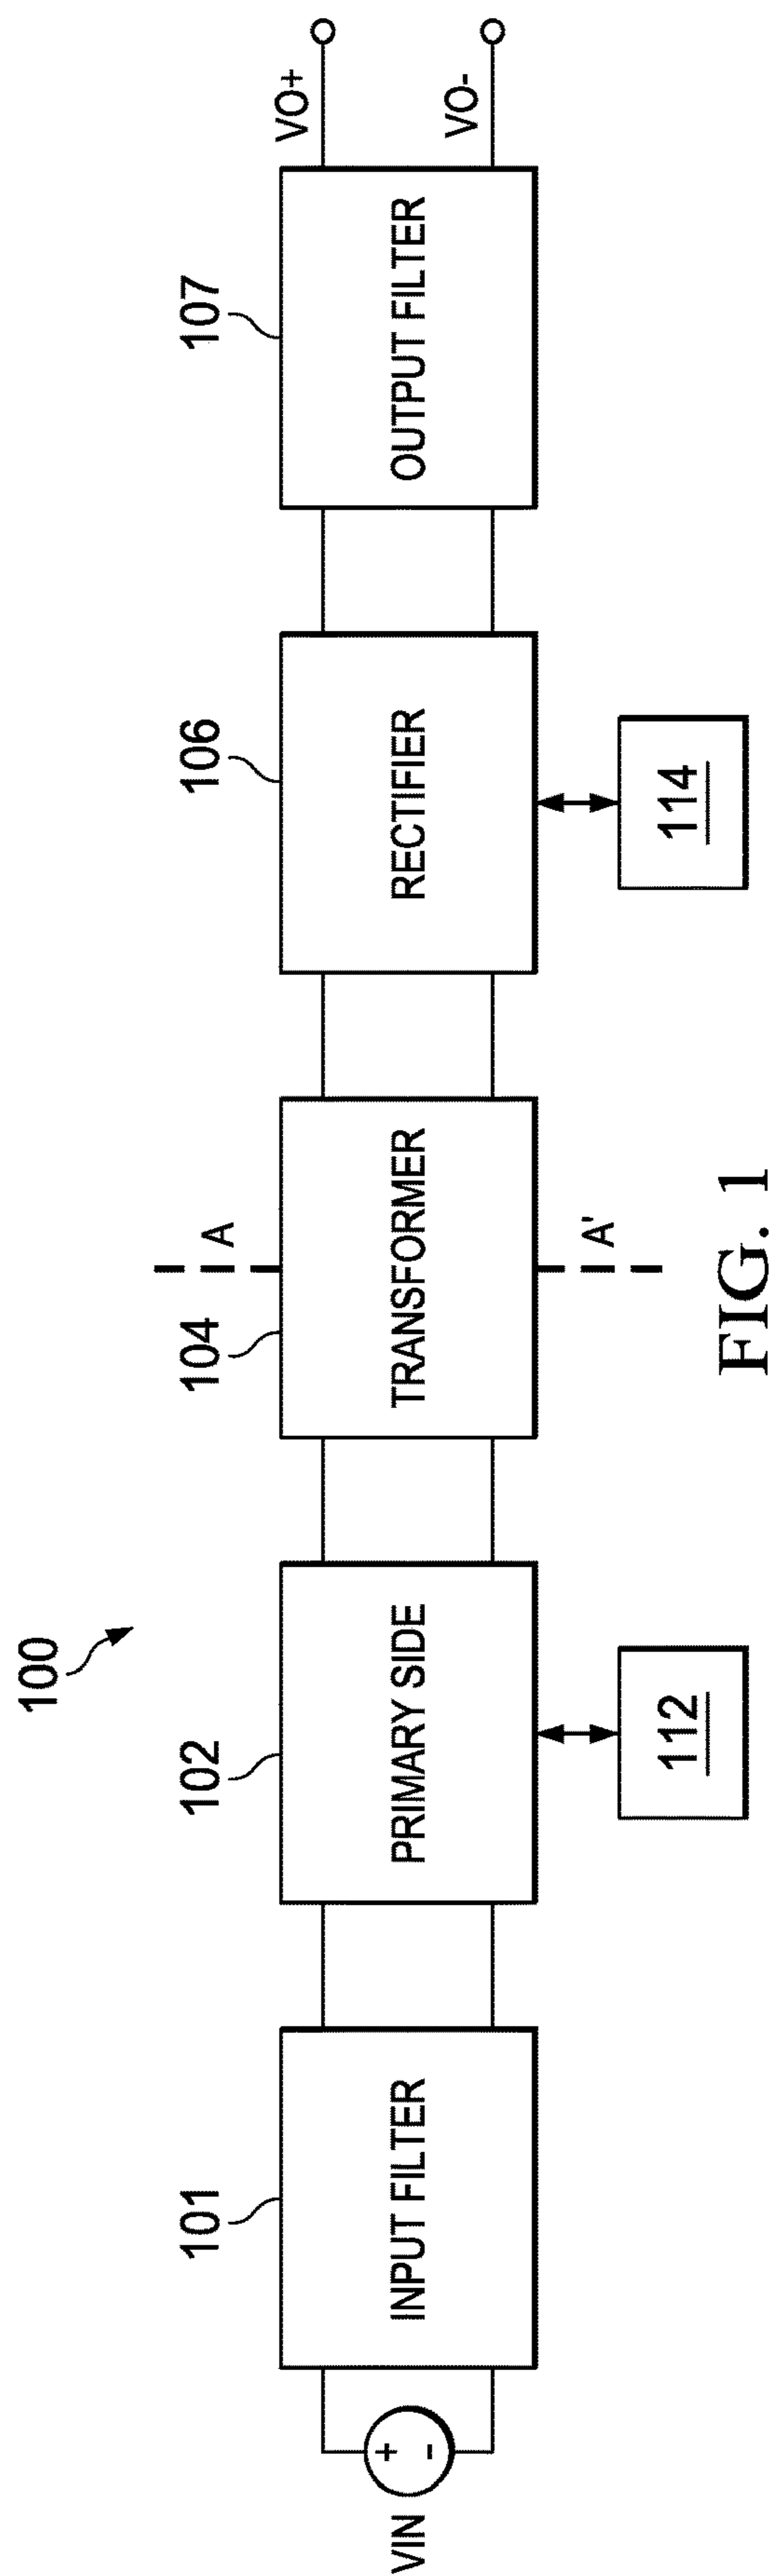 100
101
102
104
A
106
107
VO+
VIN
+
-
INPUT FILTER
PRIMARY SIDE
TRANSFORMER
RECTIFIER
OUTPUT FILTER
VO-
112
A'
114
FIG. 1